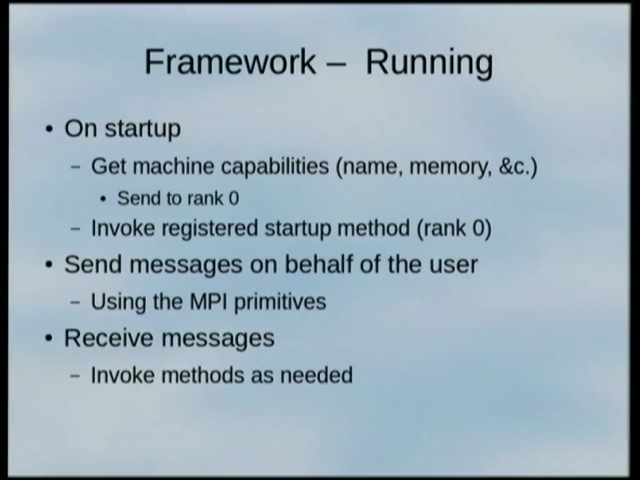 Framework – Running
• On startup
– Get machine capabilities (name, memory, &c.)
• Send to rank 0
– Invoke registered startup method (rank 0)
• Send messages on behalf of the user
– Using the MPI primitives
• Receive messages
– Invoke methods as needed